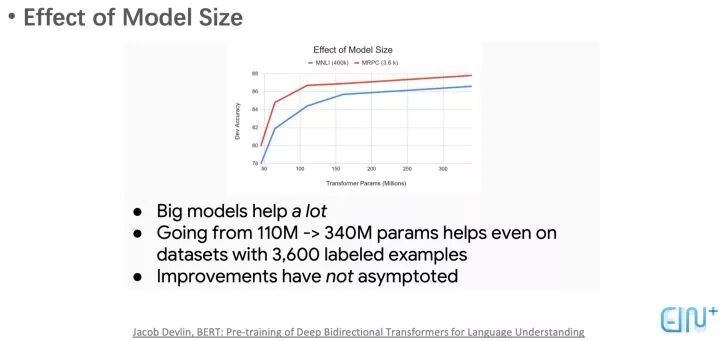 • Effect of Model Size
Effect of Model Size
MNLI (400k) MRPC (3.6 k)
88
86
84
82
80
78
Dev Accuracy
50 100 150 200 250 300
Transformer Params (Millions)
● Big models help a lot
● Going from 110M -> 340M params helps even on
datasets with 3,600 labeled examples
● Improvements have not asymptoted
Jacob Devlin, BERT: Pre-training of Deep Bidirectional Transformers for Language Understanding